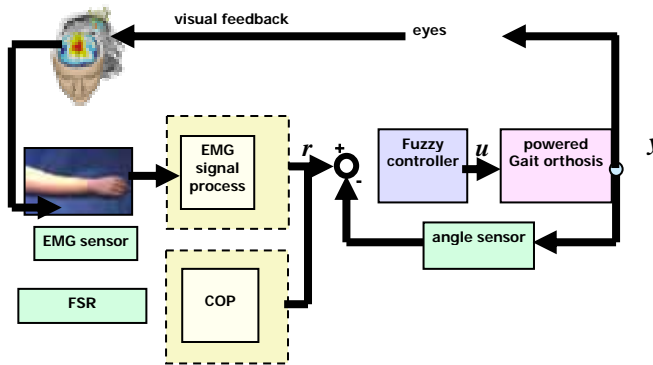 visual feedback
eyes
EMG
signal
process
r
+
-
Fuzzy
controller
u
powered
Gait orthosis
y
EMG sensor
angle sensor
FSR
COP